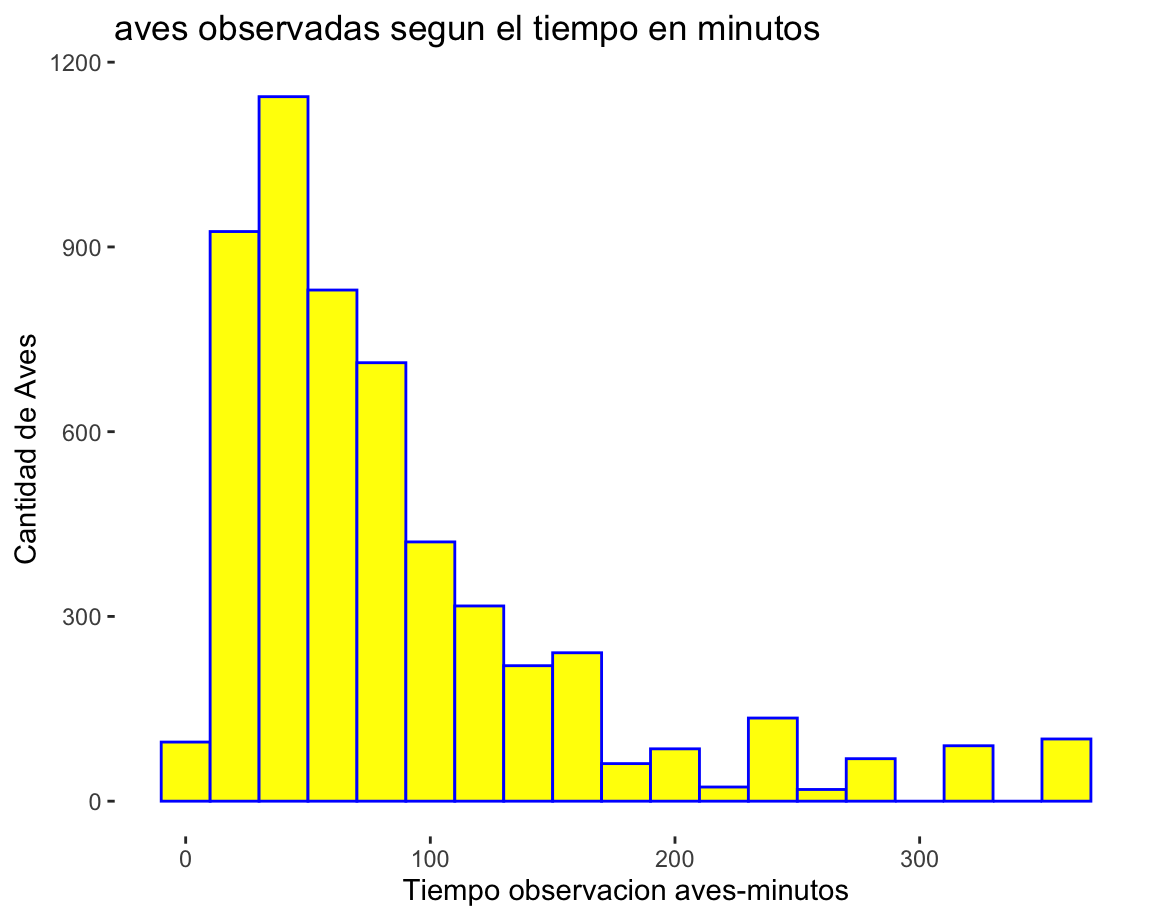 aves observadas segun el tiempo en minutos
1200
900
600
300
0
Cantidad de Aves
0 100 200 300
Tiempo observacion aves-minutos